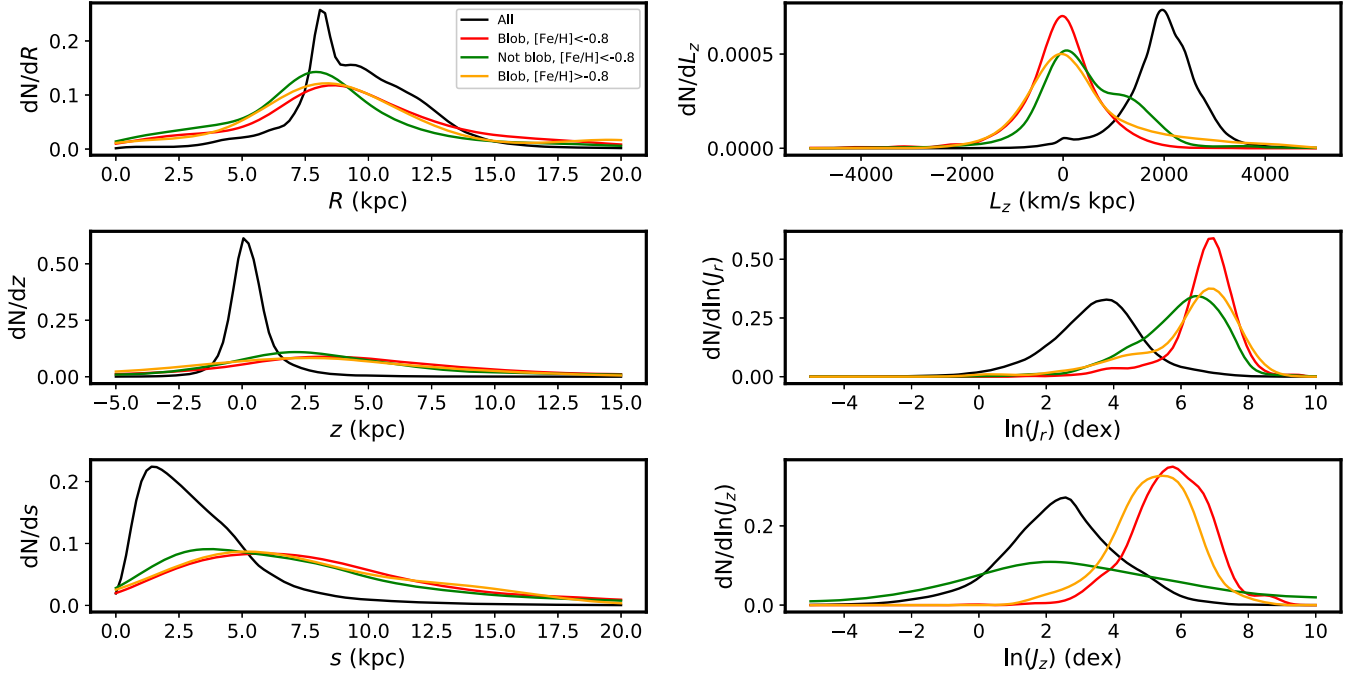 dN/dR
0.2
0.1
0.0
All
Blob, [Fe/H]<-0.8
Not blob, [Fe/H]<-0.8
Blob, [Fe/H]>-0.8
0.0 2.5 5.0 7.5 10.0 12.5 15.0 17.5 20.0
R (kpc)
dN/dL_z
0.0005
0.0000
−4000 −2000 0 2000 4000
L_z (km/s kpc)
dN/dz
0.50
0.25
0.00
−5.0 −2.5 0.0 2.5 5.0 7.5 10.0 12.5 15.0
z (kpc)
dN/dln(J_r)
0.50
0.25
0.00
−4 −2 0 2 4 6 8 10
ln(J_r) (dex)
dN/ds
0.2
0.1
0.0
0.0 2.5 5.0 7.5 10.0 12.5 15.0 17.5 20.0
s (kpc)
dN/dln(J_z)
0.2
0.0
−4 −2 0 2 4 6 8 10
ln(J_z) (dex)